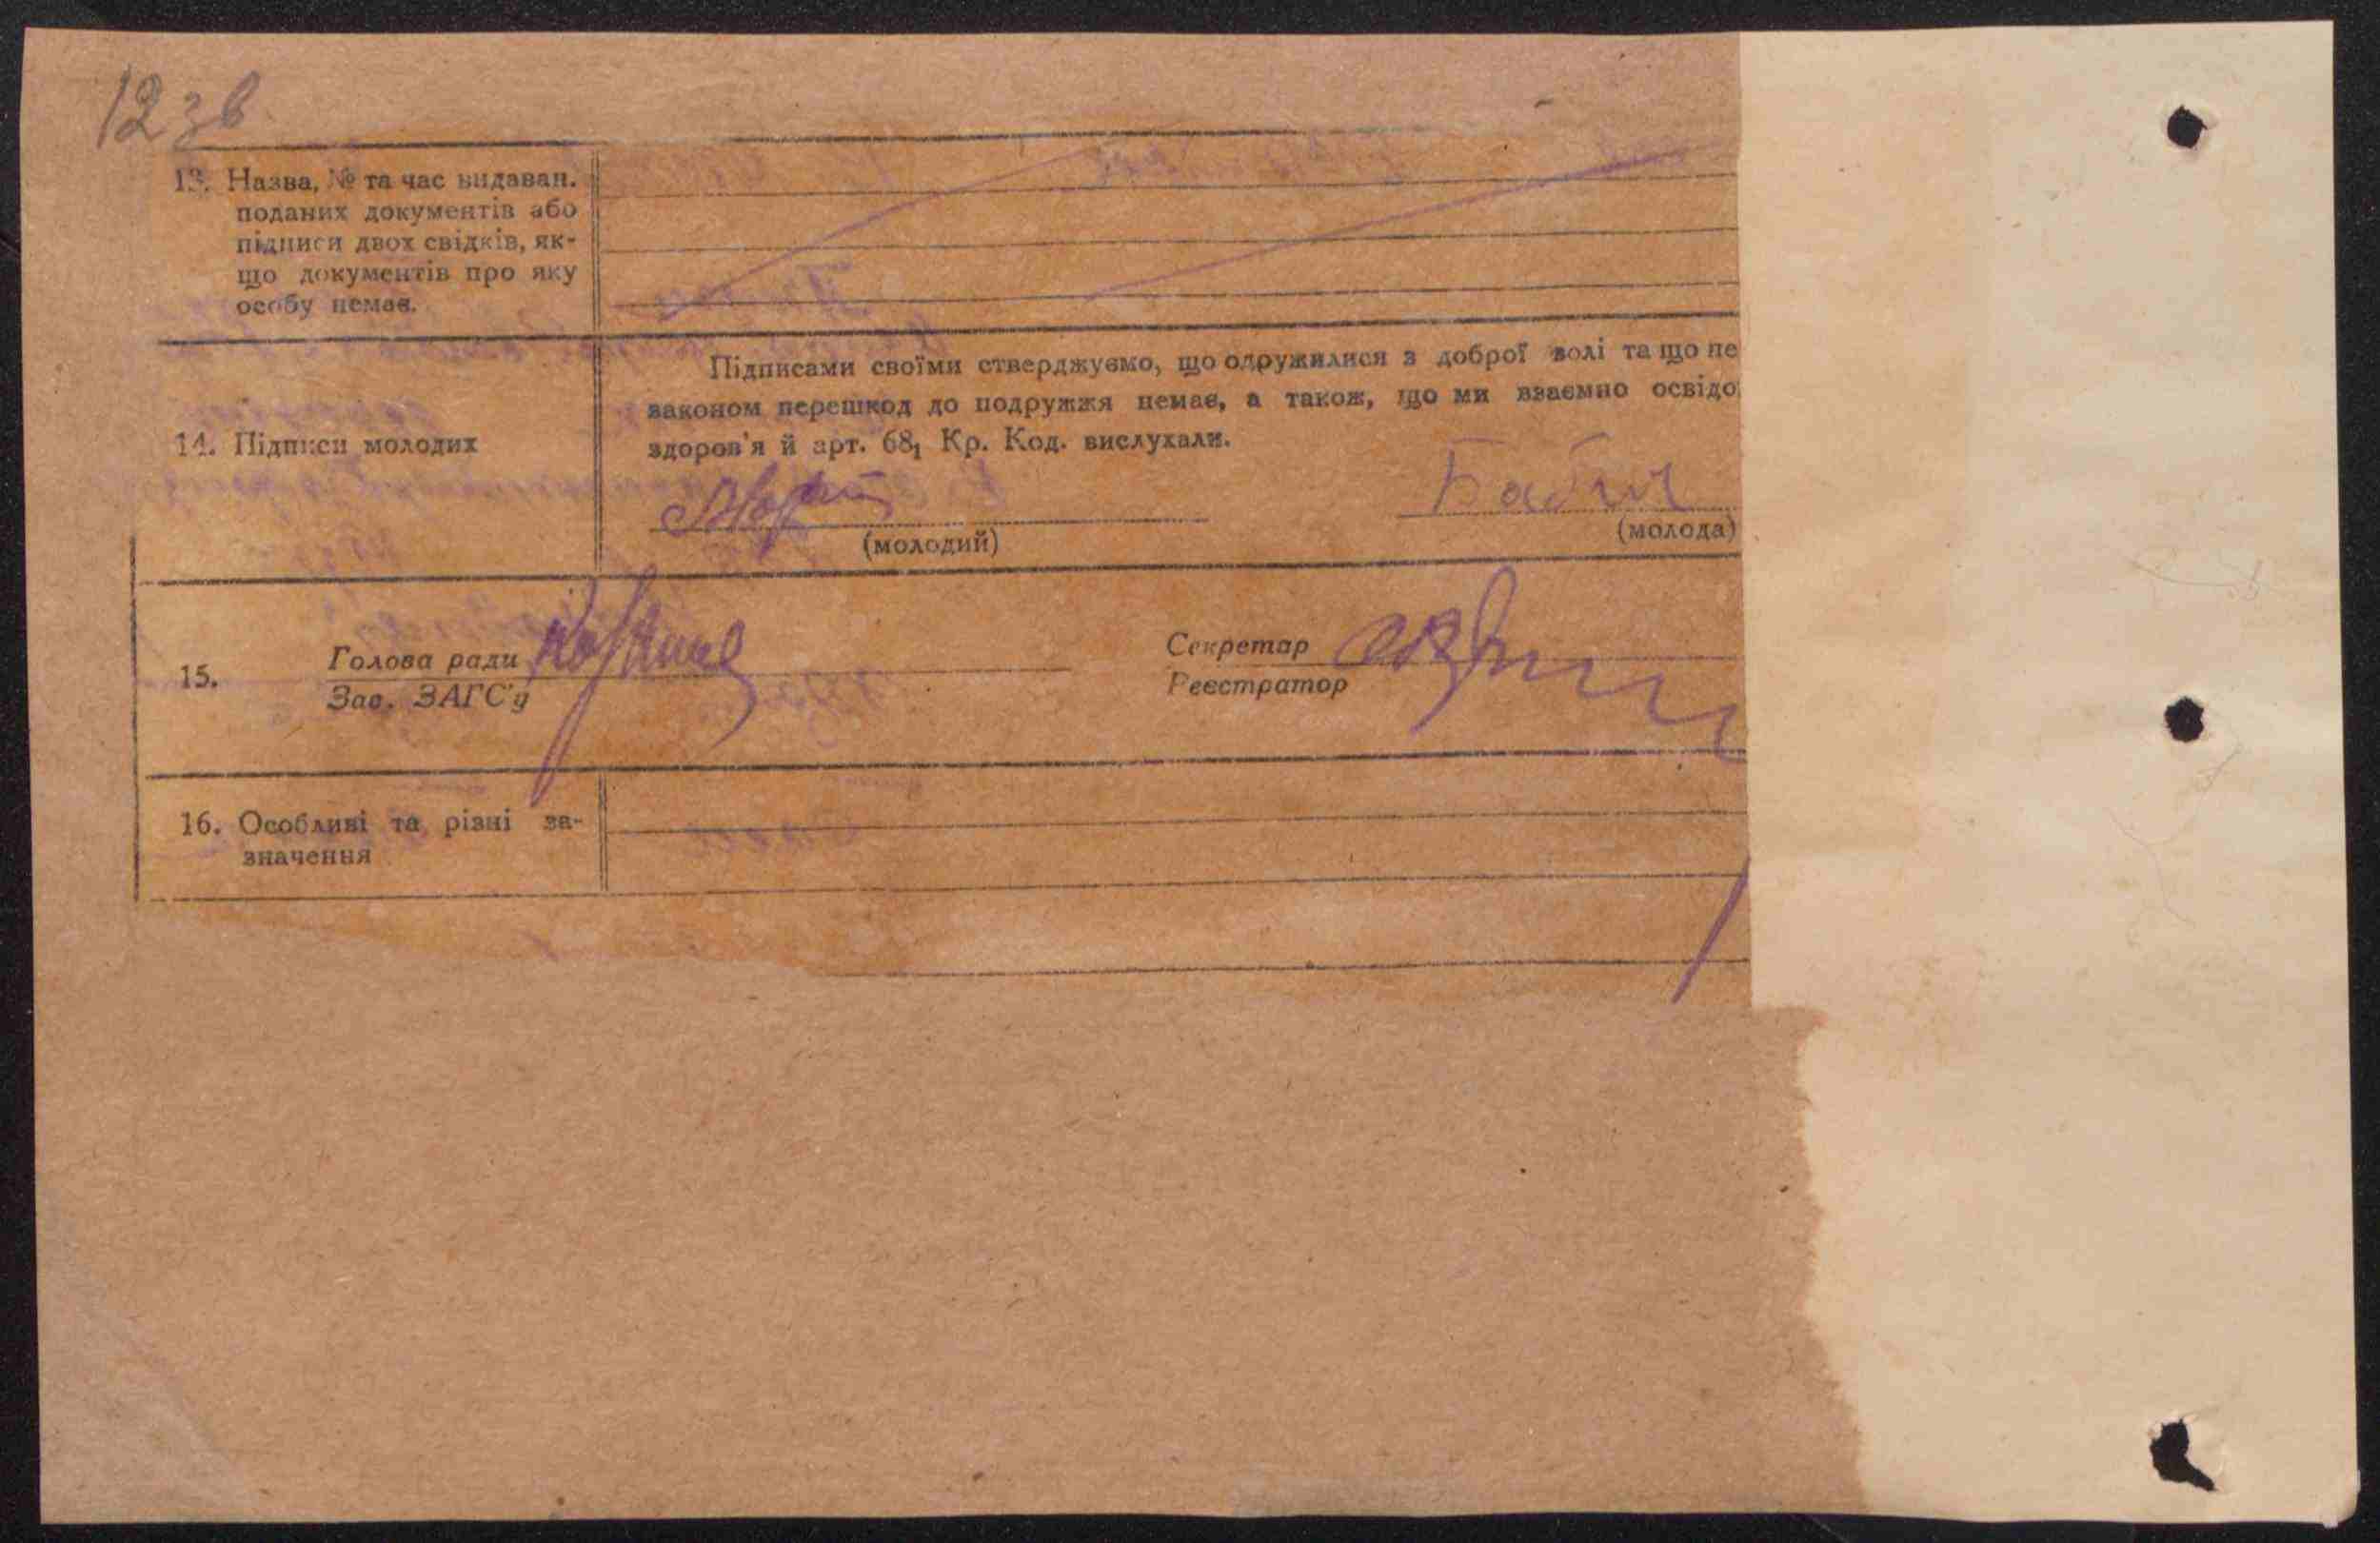 12 зв
13. Назва, № та час видаван.
поданих документів або
підписи двох свідків, як-
що документів про яку
особу немає.
Підписами своїми стверджуємо, що одружилися з доброї волі та що пе
законом перешкод до подружжя немає, а також, що ми взаємно освідо
здоров'я й арт. 68₁ Кр. Код. вислухали.
14. Підписи молодих
Бабич
(молодий) (молода)
15. Голова ради
Зав. ЗАГС'у
Секретар
Реєстратор
16. Особливі та різні за-
значення